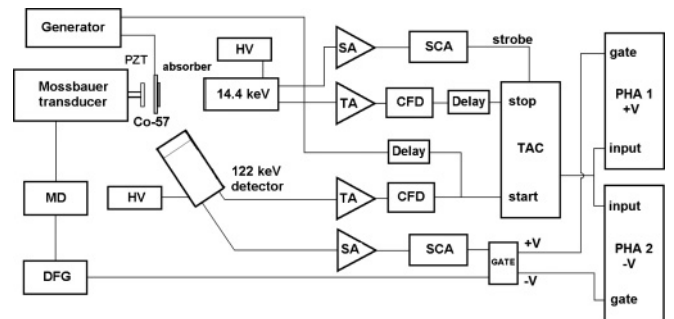 Generator
PZT
absorber
Mossbauer
transducer
Co-57
HV
14.4 keV
SA
SCA
strobe
TA
CFD
Delay
stop
TAC
start
gate
PHA 1
+V
input
122 keV
detector
Delay
MD
HV
TA
CFD
SA
SCA
GATE
+V
-V
DFG
input
PHA 2
-V
gate